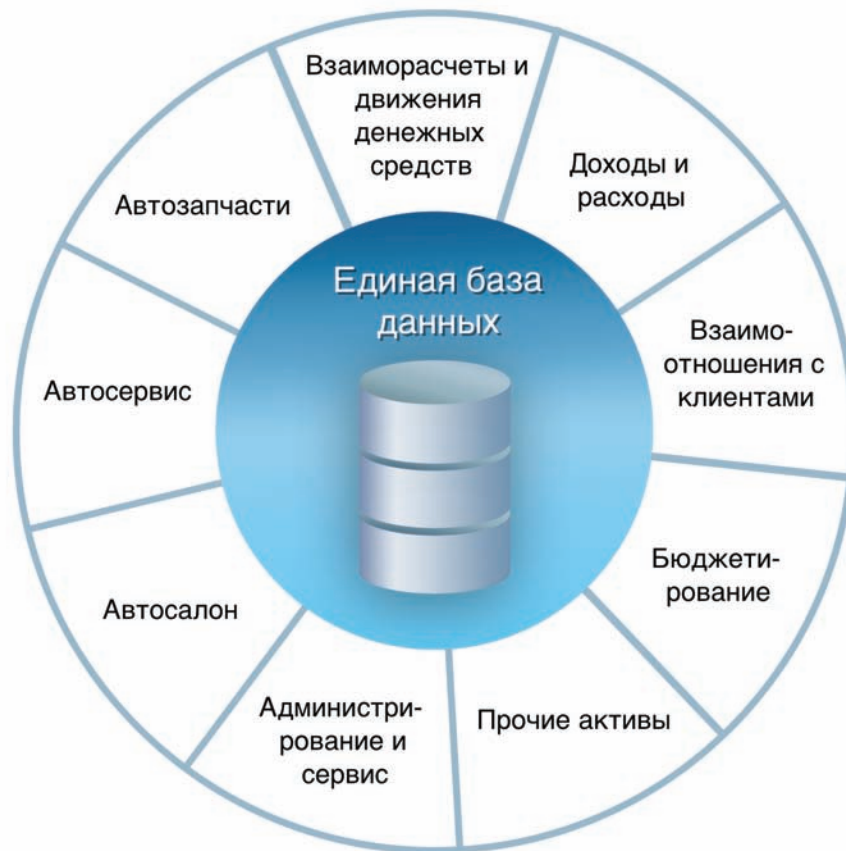 Взаиморасчеты и
движения
денежных
средств
Доходы и
расходы
Взаимо-
отношения с
клиентами
Бюджети-
рование
Прочие активы
Администри-
рование и
сервис
Автосалон
Автосервис
Автозапчасти
Единая база
данных